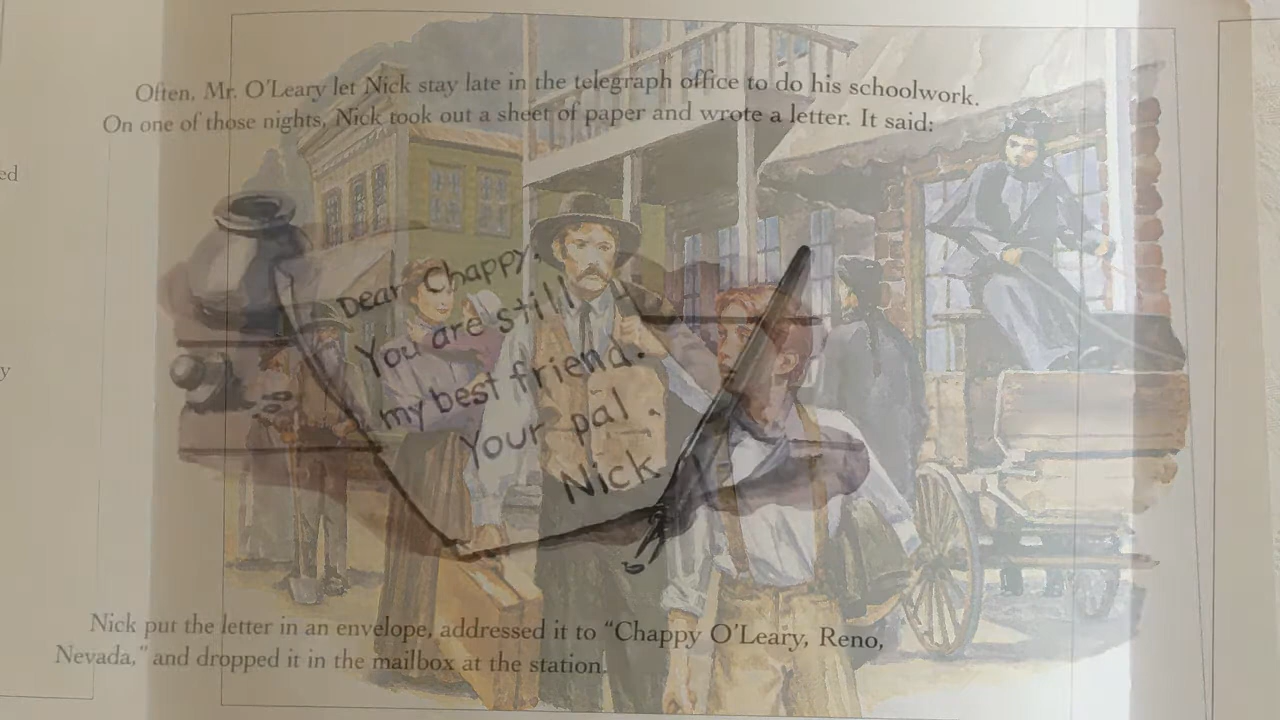 Often, Mr. O'Leary let Nick stay late in the telegraph office to do his schoolwork.
On one of those nights, Nick took out a sheet of paper and wrote a letter. It said:
ed
y
Dear Chappy,
You are still
my best friend.
Your pal.
Nick
Nick put the letter in an envelope, addressed it to “Chappy O'Leary, Reno,
Nevada,” and dropped it in the mailbox at the station.